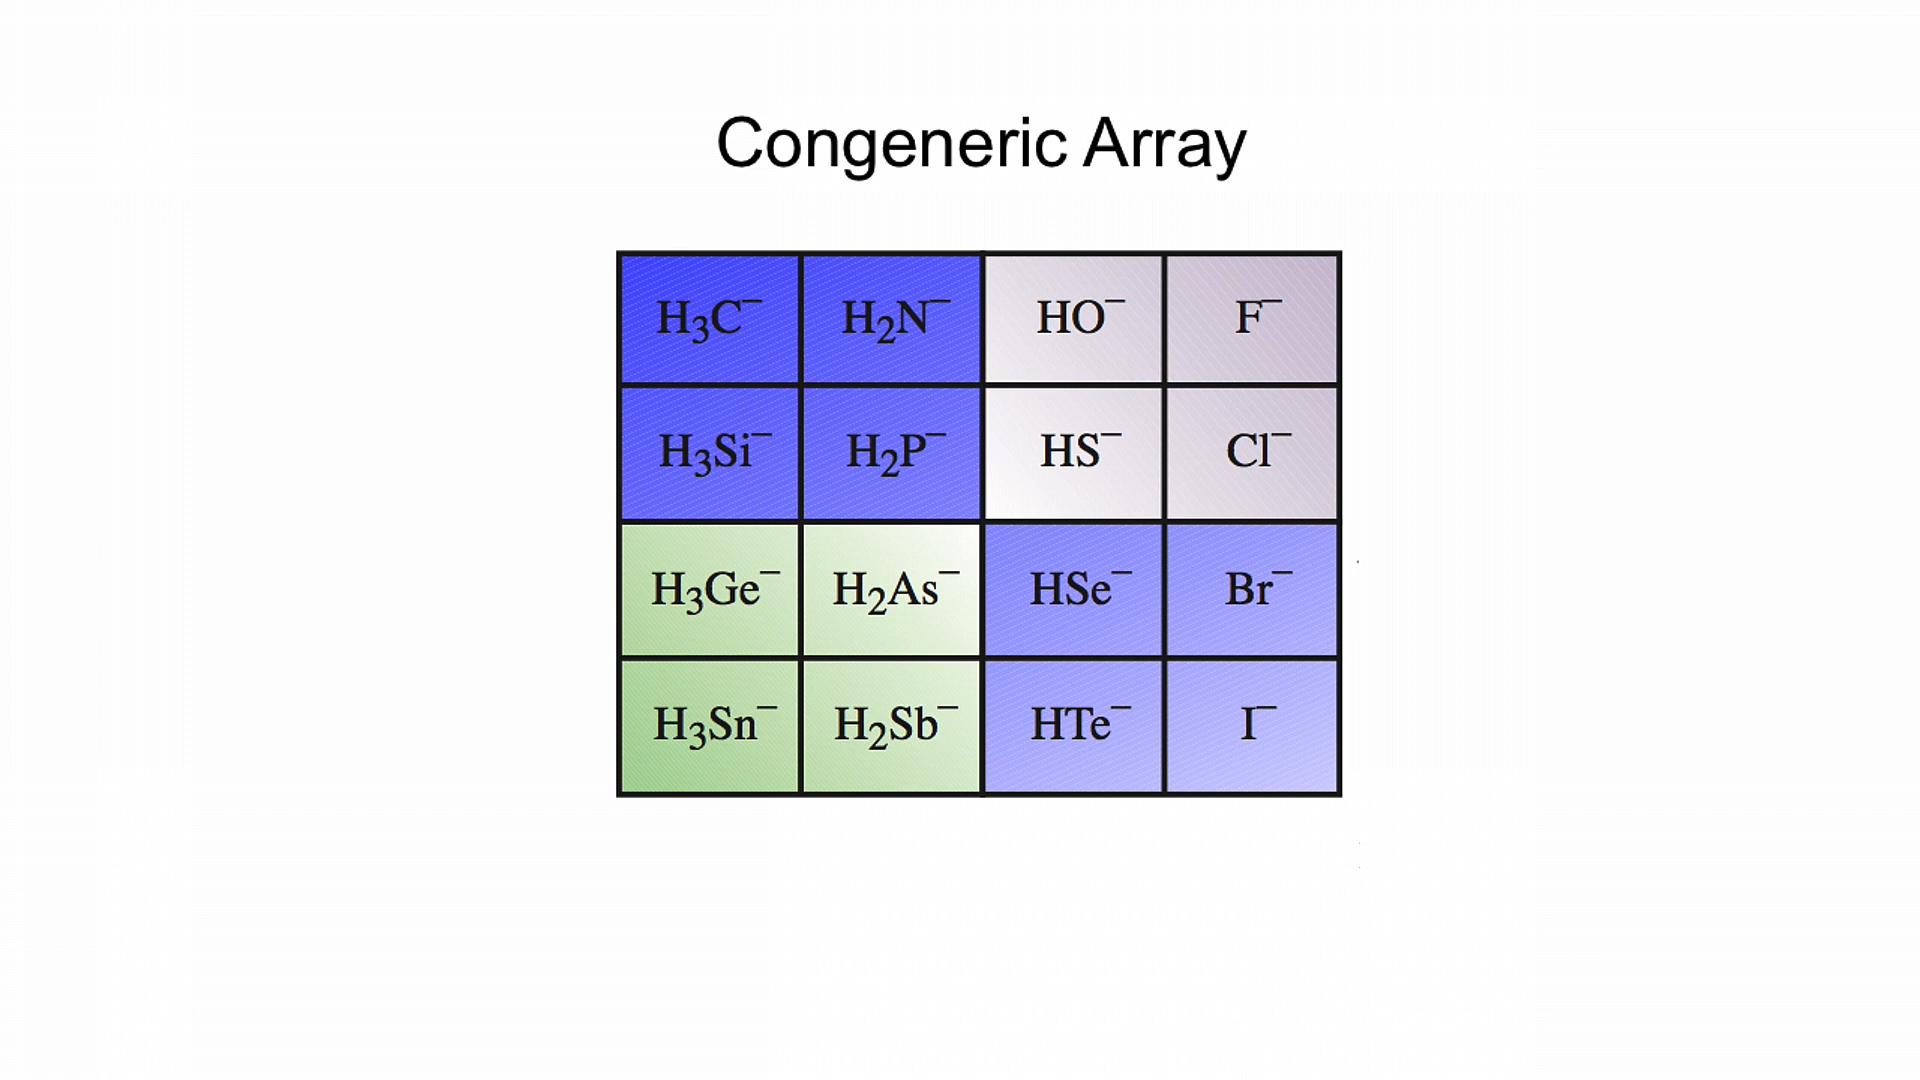 Congeneric Array
H₃C⁻ H₂N⁻ HO⁻ F⁻
H₃Si⁻ H₂P⁻ HS⁻ Cl⁻
H₃Ge⁻ H₂As⁻ HSe⁻ Br⁻
H₃Sn⁻ H₂Sb⁻ HTe⁻ I⁻